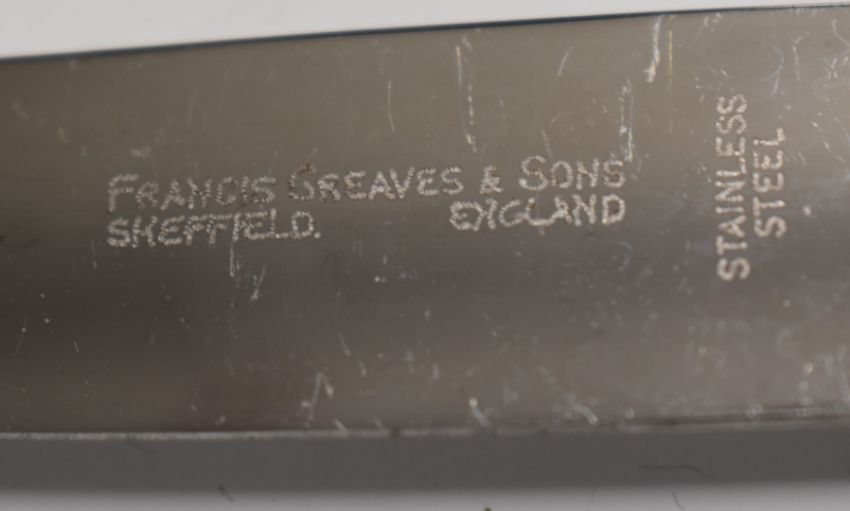 FRANCIS GREAVES & SONS
SHEFFIELD. ENGLAND
STAINLESS
STEEL